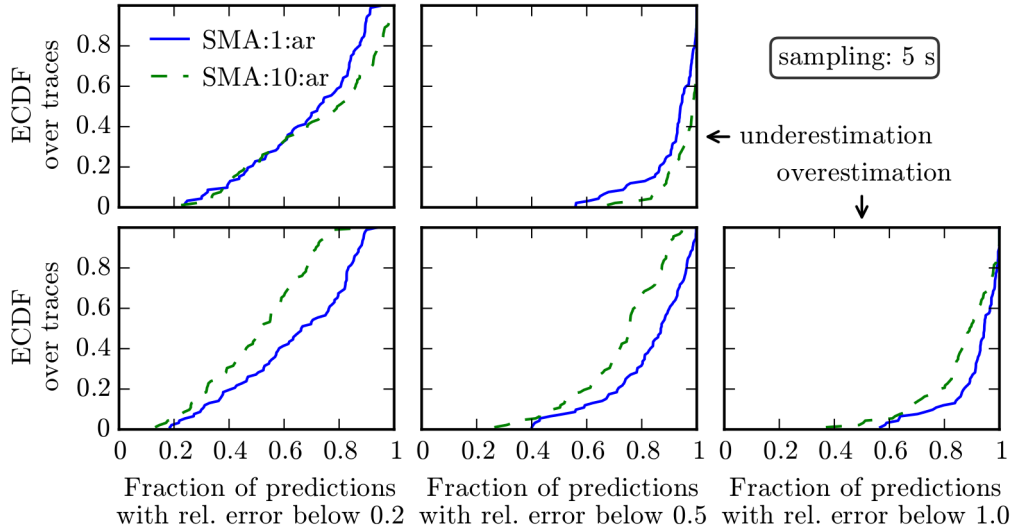 SMA:1:ar
SMA:10:ar
sampling: 5 s
underestimation
overestimation
ECDF
over traces
0.8
0.6
0.4
0.2
0
ECDF
over traces
0.8
0.6
0.4
0.2
0
0 0.2 0.4 0.6 0.8 1
0 0.2 0.4 0.6 0.8 1
0 0.2 0.4 0.6 0.8 1
Fraction of predictions
with rel. error below 0.2
Fraction of predictions
with rel. error below 0.5
Fraction of predictions
with rel. error below 1.0